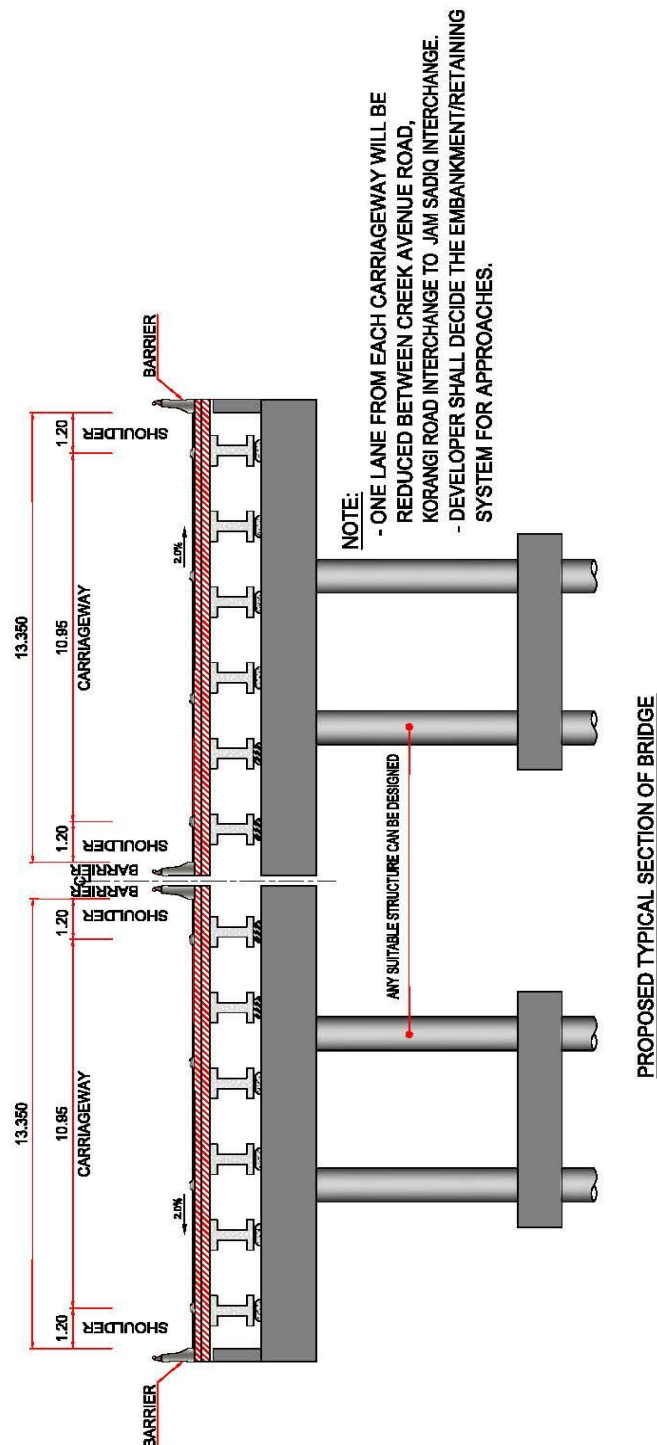 13.350
13.350
1.20
10.95
1.20
1.20
10.95
1.20
SHOULDER
CARRIAGEWAY
SHOULDER
SHOULDER
CARRIAGEWAY
SHOULDER
BARRIER
BARRIER
BARRIER
BARRIER
2.0%
2.0%
ANY SUITABLE STRUCTURE CAN BE DESIGNED
NOTE:
- ONE LANE FROM EACH CARRIAGEWAY WILL BE
REDUCED BETWEEN CREEK AVENUE ROAD,
KORANGI ROAD INTERCHANGE TO JAM SADIQ INTERCHANGE.
- DEVELOPER SHALL DECIDE THE EMBANKMENT/RETAINING
SYSTEM FOR APPROACHES.
PROPOSED TYPICAL SECTION OF BRIDGE